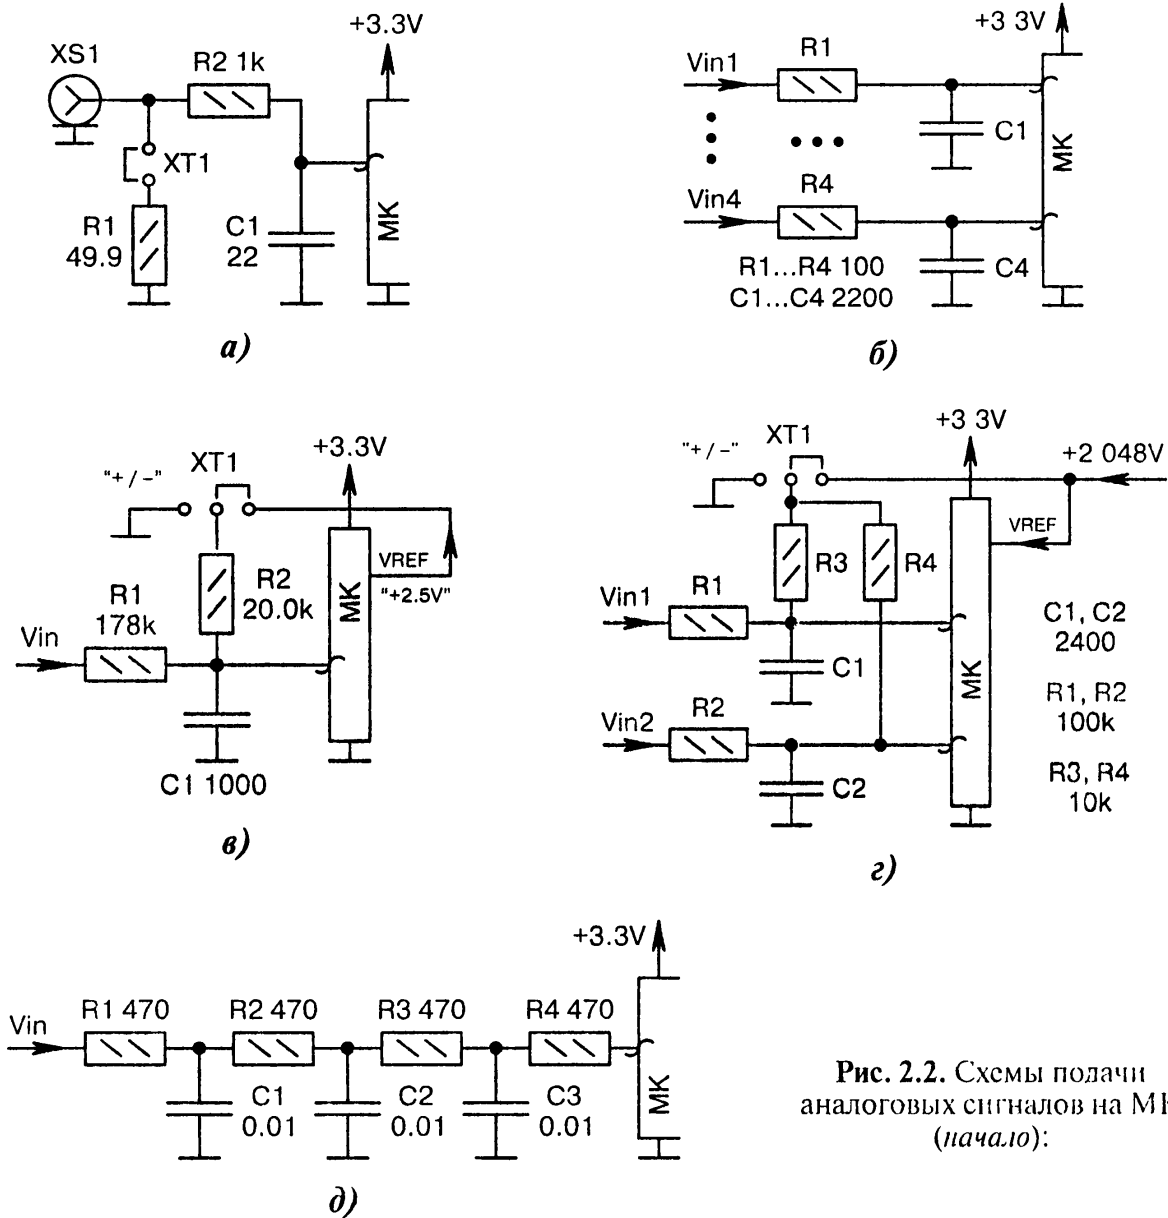 +3.3V
XS1
R2 1k
XT1
R1
49.9
C1
22
МК
а)
+3 3V
Vin1
R1
C1
МК
R4
Vin4
C4
R1...R4 100
C1...C4 2200
б)
+3.3V
"+/−"
XT1
VREF
"+2.5V"
R1
178k
R2
20.0k
МК
Vin
C1 1000
в)
+3 3V
"+/−"
XT1
+2 048V
VREF
R3
R4
Vin1
R1
C1
МК
Vin2
R2
C2
C1, C2
2400
R1, R2
100k
R3, R4
10k
г)
+3.3V
Vin
R1 470
R2 470
R3 470
R4 470
C1
0.01
C2
0.01
C3
0.01
МК
д)
Рис. 2.2. Схемы подачи
аналоговых сигналов на МК
(начало):